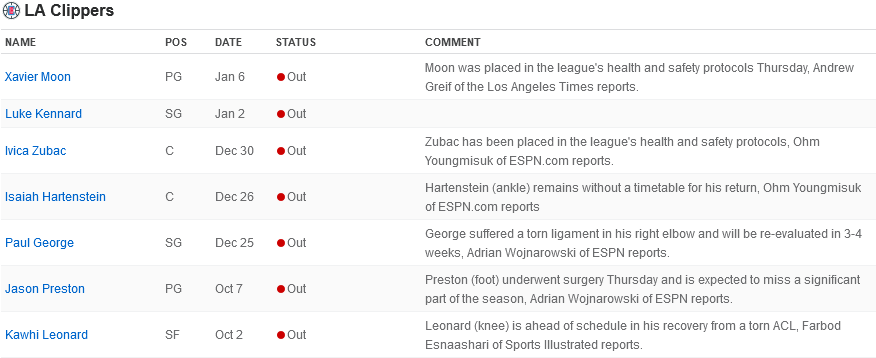 LA Clippers
NAME POS DATE STATUS COMMENT
Xavier Moon PG Jan 6 Out Moon was placed in the league's health and safety protocols Thursday, Andrew
Greif of the Los Angeles Times reports.
Luke Kennard SG Jan 2 Out
Ivica Zubac C Dec 30 Out Zubac has been placed in the league's health and safety protocols, Ohm
Youngmisuk of ESPN.com reports.
Isaiah Hartenstein C Dec 26 Out Hartenstein (ankle) remains without a timetable for his return, Ohm Youngmisuk
of ESPN.com reports
Paul George SG Dec 25 Out George suffered a torn ligament in his right elbow and will be re-evaluated in 3-4
weeks, Adrian Wojnarowski of ESPN reports.
Jason Preston PG Oct 7 Out Preston (foot) underwent surgery Thursday and is expected to miss a significant
part of the season, Adrian Wojnarowski of ESPN reports.
Kawhi Leonard SF Oct 2 Out Leonard (knee) is ahead of schedule in his recovery from a torn ACL, Farbod
Esnaashari of Sports Illustrated reports.